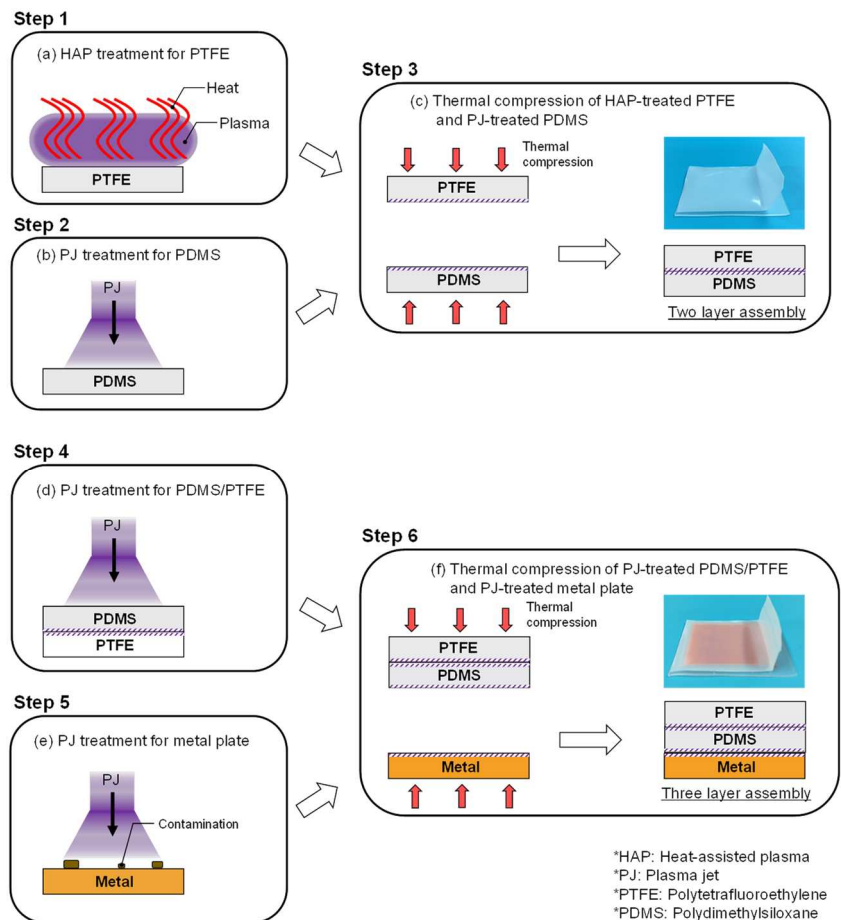 Step 1
(a) HAP treatment for PTFE
Heat
Plasma
PTFE
Step 2
(b) PJ treatment for PDMS
PJ
PDMS
Step 3
(c) Thermal compression of HAP-treated PTFE
and PJ-treated PDMS
Thermal
compression
PTFE
PDMS
PTFE
PDMS
Two layer assembly
Step 4
(d) PJ treatment for PDMS/PTFE
PJ
PDMS
PTFE
Step 5
(e) PJ treatment for metal plate
PJ
Contamination
Metal
Step 6
(f) Thermal compression of PJ-treated PDMS/PTFE
and PJ-treated metal plate
Thermal
compression
PTFE
PDMS
Metal
PTFE
PDMS
Metal
Three layer assembly
*HAP: Heat-assisted plasma
*PJ: Plasma jet
*PTFE: Polytetrafluoroethylene
*PDMS: Polydimethylsiloxane